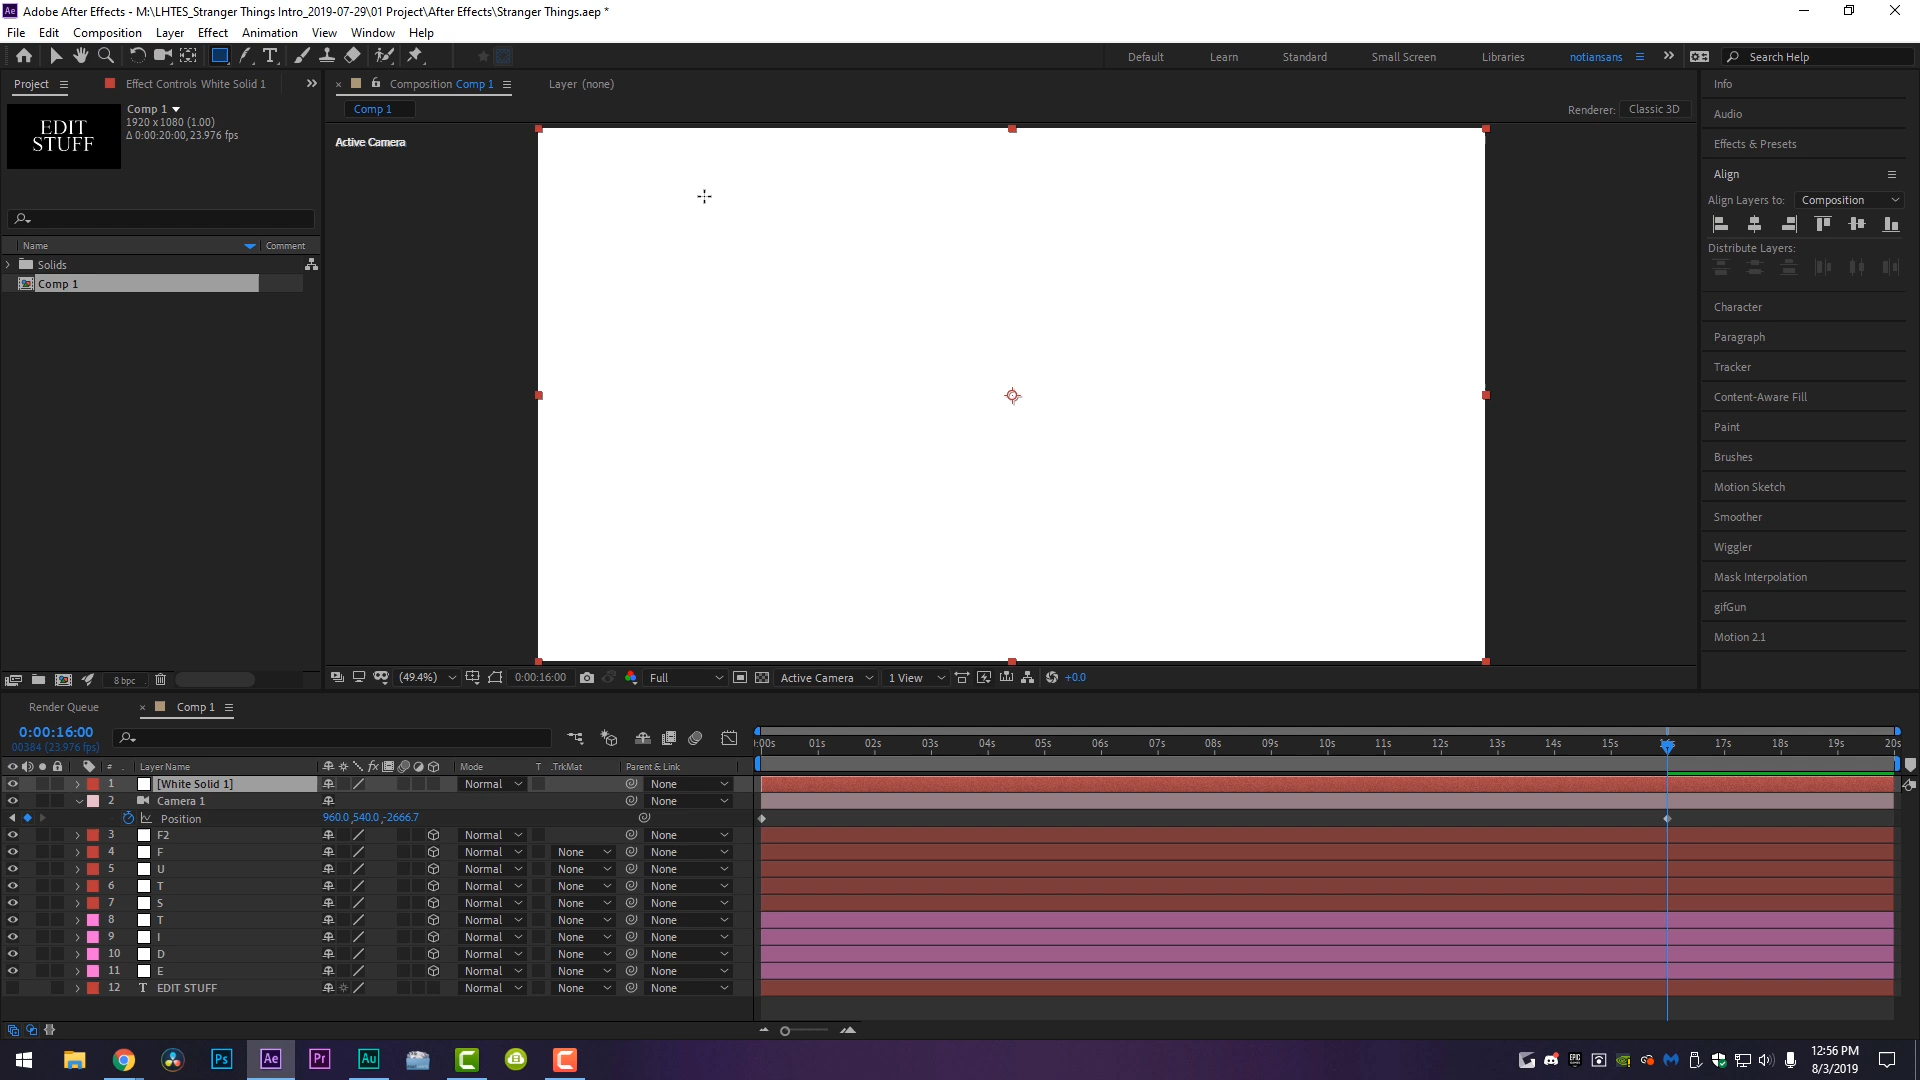 Adobe After Effects - M:\LHTES_Stranger Things Intro_2019-07-29\01 Project\After Effects\Stranger Things.aep *
File Edit Composition Layer Effect Animation View Window Help
Default Learn Standard Small Screen Libraries notiansans Search Help
Project Effect Controls White Solid 1 Composition Comp 1 Layer (none) Info
Comp 1
1920 x 1080 (1.00)
Δ 0:00:20:00, 23.976 fps
EDIT
STUFF
Comp 1
Renderer: Classic 3D
Active Camera
Name Comment
Solids
Comp 1
Audio
Effects & Presets
Align
Align Layers to: Composition
Distribute Layers:
Character
Paragraph
Tracker
Content-Aware Fill
Paint
Brushes
Motion Sketch
Smoother
Wiggler
Mask Interpolation
gifGun
Motion 2.1
8 bpc
(49.4%) 0:00:16:00 Full Active Camera 1 View +0.0
Render Queue Comp 1
0:00:16:00
00384 (23.976 fps)
:00s 01s 02s 03s 04s 05s 06s 07s 08s 09s 10s 11s 12s 13s 14s 15s 17s 18s 19s 20s
# Layer Name fx Mode T .TrkMat Parent & Link
1 [White Solid 1] Normal None
2 Camera 1 None
Position 960.0,540.0,-2666.7
3 F2 Normal None
4 F Normal None None
5 U Normal None None
6 T Normal None None
7 S Normal None None
8 T Normal None None
9 I Normal None None
10 D Normal None None
11 E Normal None None
12 T EDIT STUFF Normal None None
Ps Ae Pr Au
12:56 PM
8/3/2019